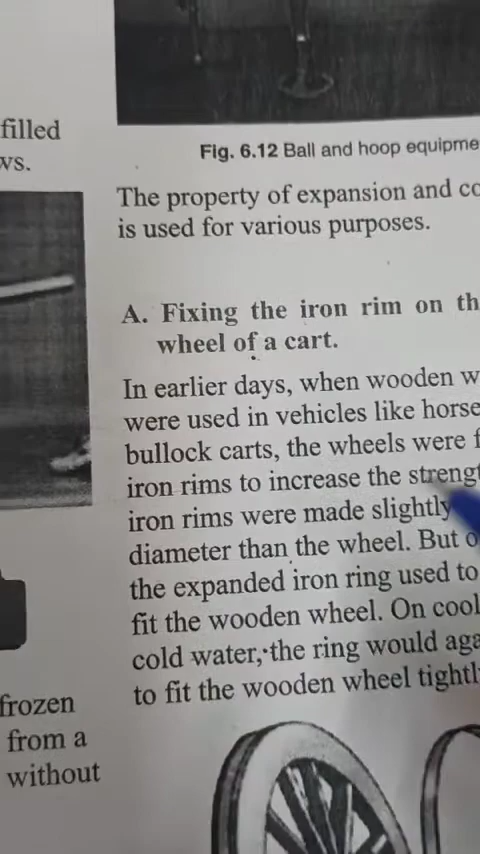 filled
ws.
frozen
from a
without
Fig. 6.12 Ball and hoop equipme
The property of expansion and co
is used for various purposes.
A. Fixing the iron rim on th
wheel of a cart.
In earlier days, when wooden w
were used in vehicles like horse
bullock carts, the wheels were f
iron rims to increase the strengt
iron rims were made slightly
diameter than the wheel. But o
the expanded iron ring used to
fit the wooden wheel. On cool
cold water, the ring would aga
to fit the wooden wheel tightl